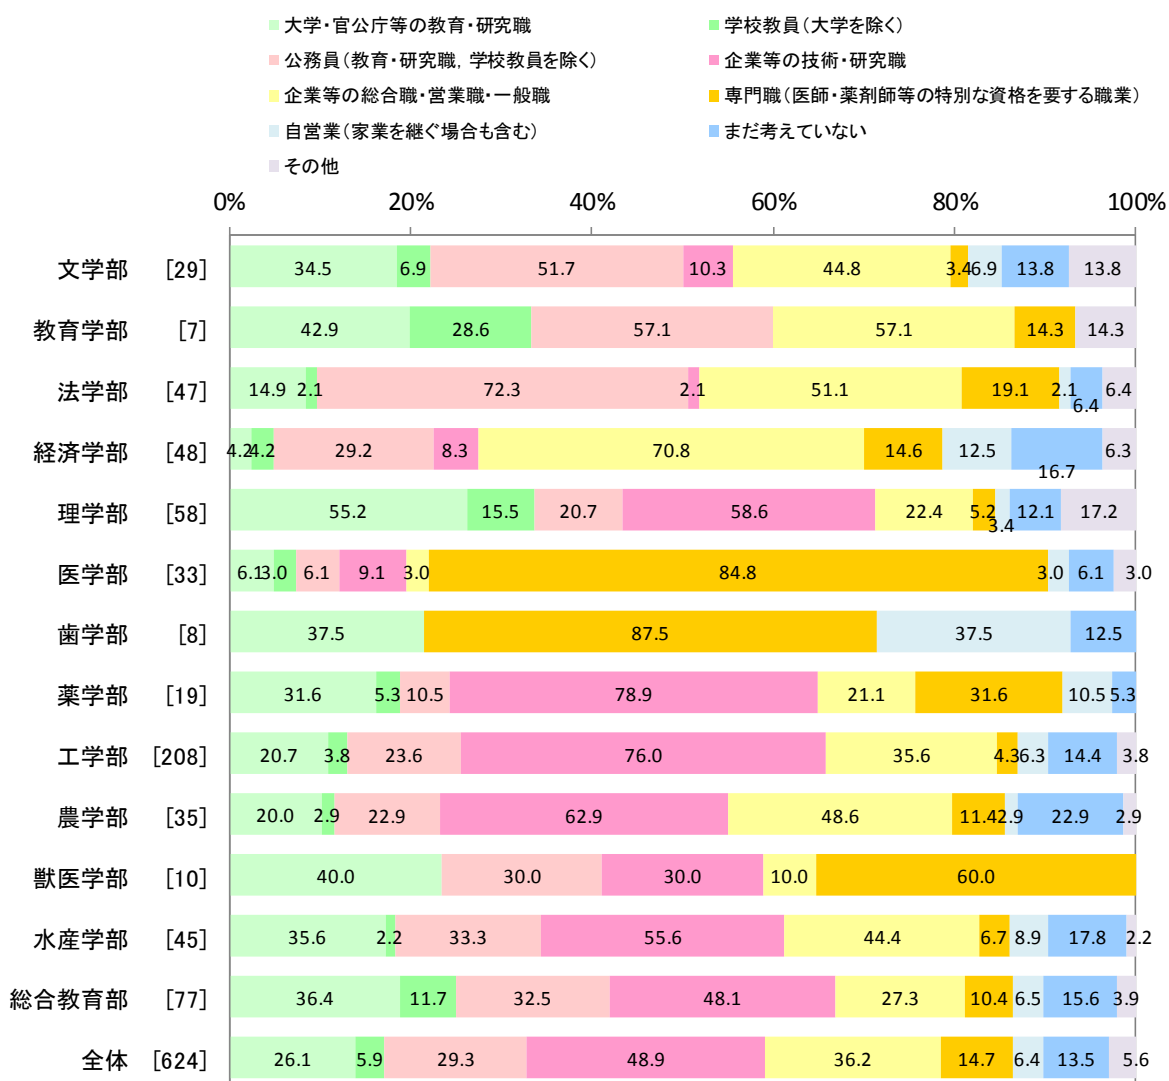 大学・官公庁等の教育・研究職 学校教員(大学を除く)
公務員(教育・研究職，学校教員を除く) 企業等の技術・研究職
企業等の総合職・営業職・一般職 専門職(医師・薬剤師等の特別な資格を要する職業)
自営業(家業を継ぐ場合も含む) まだ考えていない
その他
0% 20% 40% 60% 80% 100%
文学部 [29] 34.5 6.9 51.7 10.3 44.8 3.4 6.9 13.8 13.8
教育学部 [7] 42.9 28.6 57.1 57.1 14.3 14.3
法学部 [47] 14.9 2.1 72.3 2.1 51.1 19.1 2.1 6.4 6.4
経済学部 [48] 4.2 4.2 29.2 8.3 70.8 14.6 12.5 16.7 6.3
理学部 [58] 55.2 15.5 20.7 58.6 22.4 5.2 3.4 12.1 17.2
医学部 [33] 6.1 3.0 6.1 9.1 3.0 84.8 3.0 6.1 3.0
歯学部 [8] 37.5 87.5 37.5 12.5
薬学部 [19] 31.6 5.3 10.5 78.9 21.1 31.6 10.5 5.3
工学部 [208] 20.7 3.8 23.6 76.0 35.6 4.3 6.3 14.4 3.8
農学部 [35] 20.0 2.9 22.9 62.9 48.6 11.4 2.9 22.9 2.9
獣医学部 [10] 40.0 30.0 30.0 10.0 60.0
水産学部 [45] 35.6 2.2 33.3 55.6 44.4 6.7 8.9 17.8 2.2
総合教育部 [77] 36.4 11.7 32.5 48.1 27.3 10.4 6.5 15.6 3.9
全体 [624] 26.1 5.9 29.3 48.9 36.2 14.7 6.4 13.5 5.6